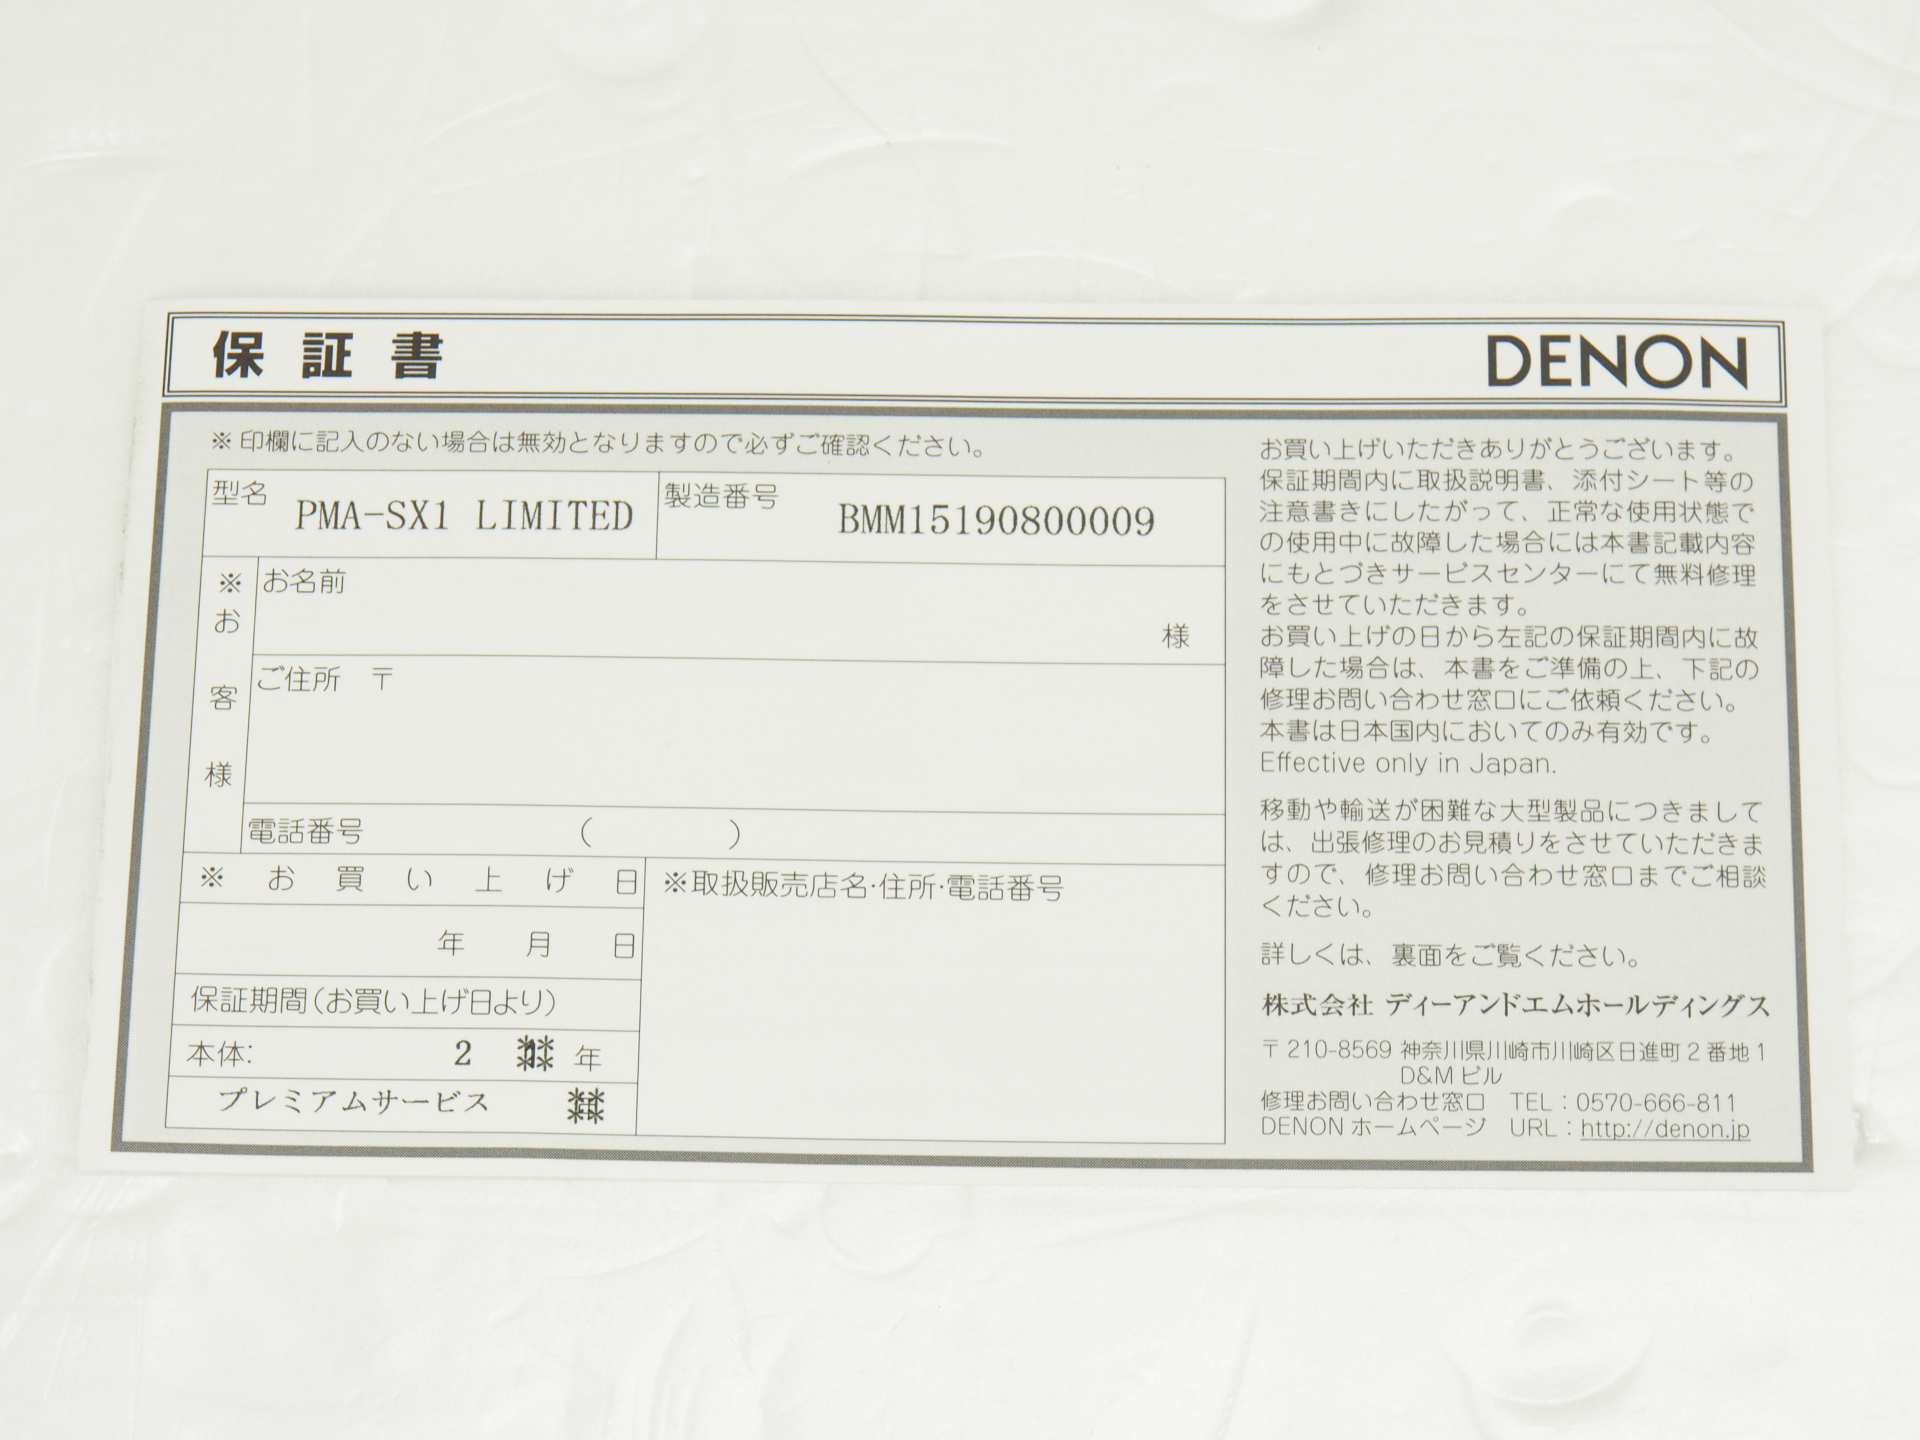 保証書
DENON
※印欄に記入のない場合は無効となりますので必ずご確認ください。
型名 PMA-SX1 LIMITED
製造番号 BMM15190800009
※お客様
お名前
様
ご住所 〒
電話番号 ( )
※お買い上げ日
年 月 日
保証期間(お買い上げ日より)
本体: 2 年
プレミアムサービス
※取扱販売店名·住所·電話番号
お買い上げいただきありがとうございます。
保証期間内に取扱説明書、添付シート等の
注意書きにしたがって、正常な使用状態で
の使用中に故障した場合には本書記載内容
にもとづきサービスセンターにて無料修理
をさせていただきます。
お買い上げの日から左記の保証期間内に故
障した場合は、本書をご準備の上、下記の
修理お問い合わせ窓口にご依頼ください。
本書は日本国内においてのみ有効です。
Effective only in Japan.
移動や輸送が困難な大型製品につきまして
は、出張修理のお見積りをさせていただきま
すので、修理お問い合わせ窓口までご相談
ください。
詳しくは、裏面をご覧ください。
株式会社 ディーアンドエムホールディングス
〒210-8569 神奈川県川崎市川崎区日進町2番地1
D&Mビル
修理お問い合わせ窓口 TEL:0570-666-811
DENONホームページ URL:http://denon.jp